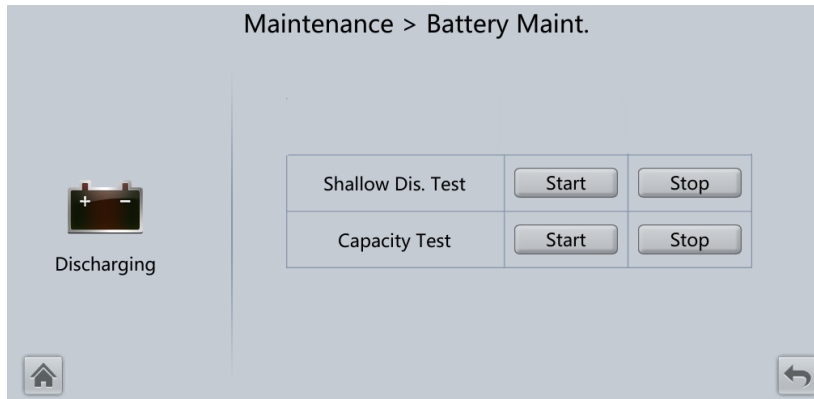 Maintenance > Battery Maint.
Shallow Dis. Test Start Stop
Capacity Test Start Stop
+ -
Discharging